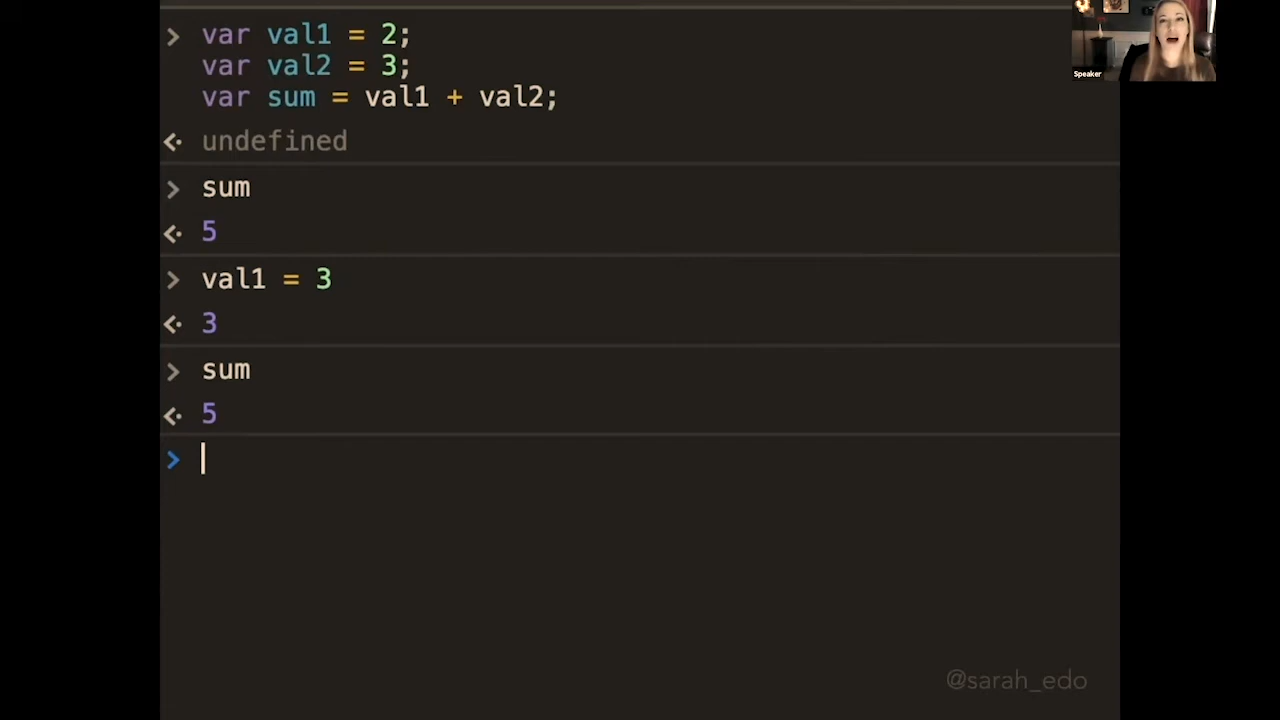 > var val1 = 2;
var val2 = 3;
var sum = val1 + val2;
<· undefined
> sum
<· 5
> val1 = 3
<· 3
> sum
<· 5
>
@sarah_edo
Speaker